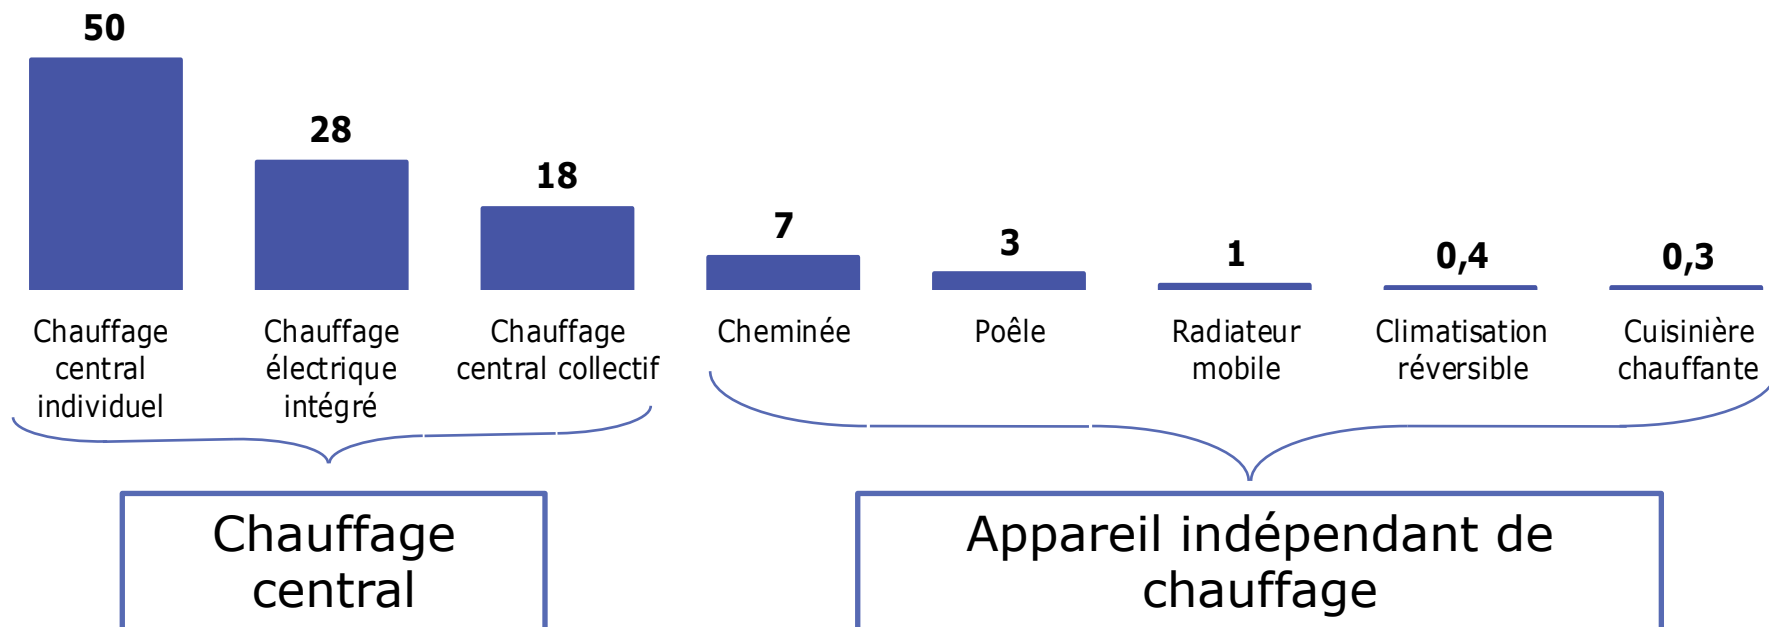 50
28
18
7
3
1
0,4
0,3
Chauffage
central
individuel
Chauffage
électrique
intégré
Chauffage
central collectif
Cheminée
Poêle
Radiateur
mobile
Climatisation
réversible
Cuisinière
chauffante
Chauffage
central
Appareil indépendant de
chauffage